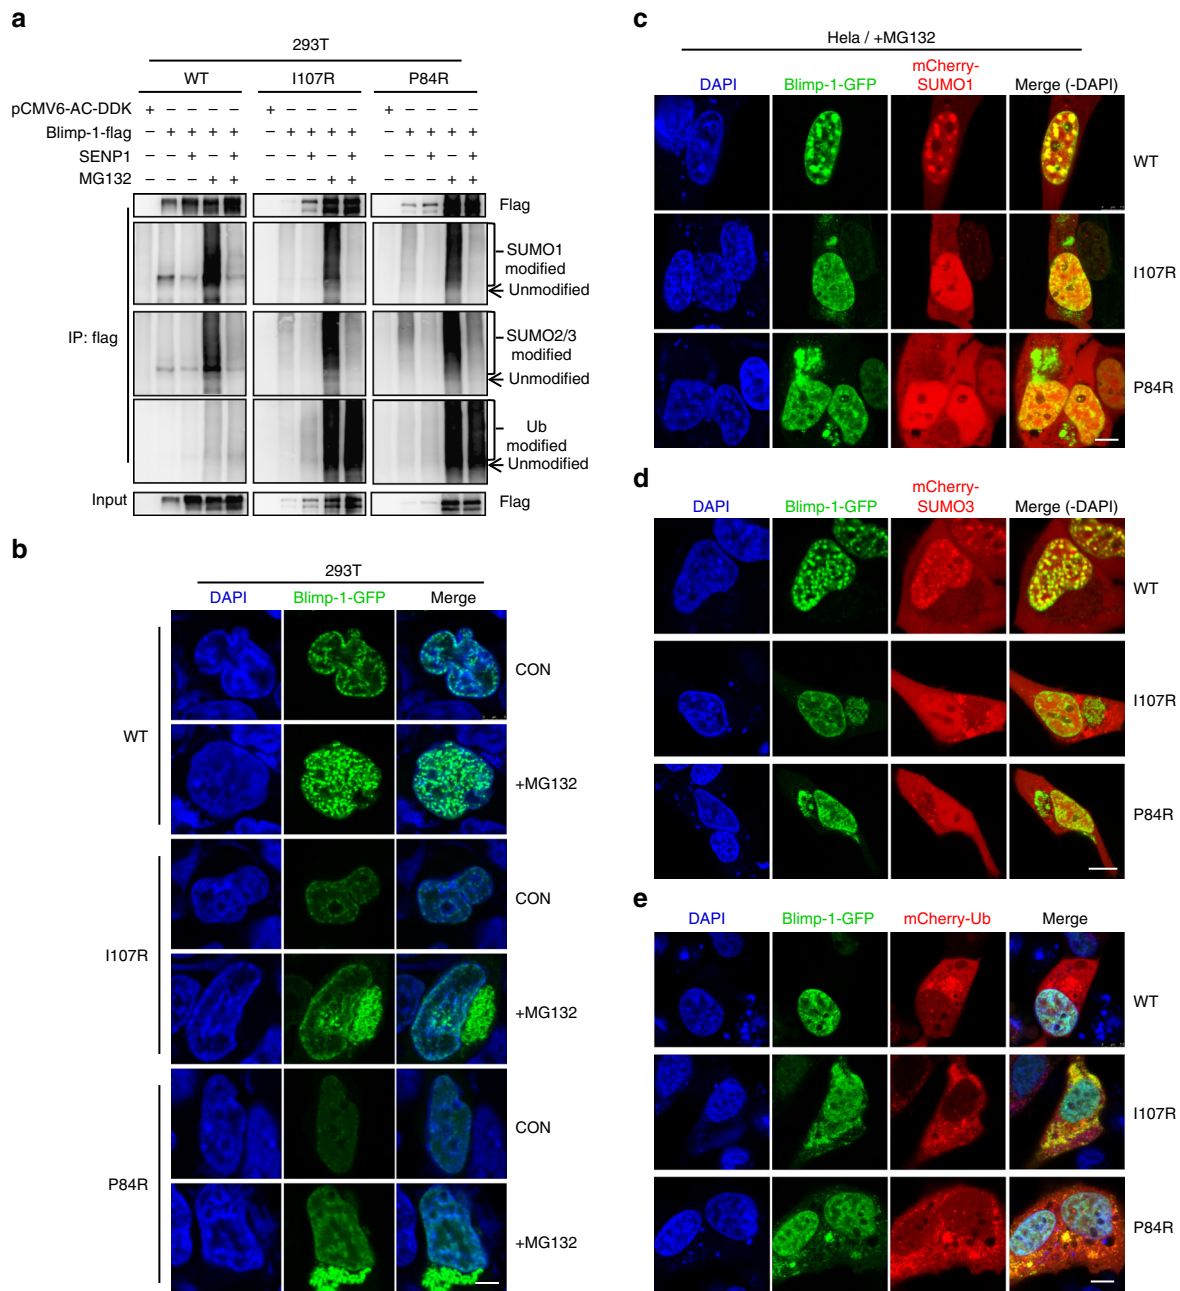 a
293T
WT I107R P84R
pCMV6-AC-DDK + − − − − + − − − − + − − − −
Blimp-1-flag − + + + + − + + + + − + + + +
SENP1 − − + − + − − + − + − − + − +
MG132 − − − + + − − − + + − − − + +
Flag
SUMO1
modified
Unmodified
IP: flag
SUMO2/3
modified
Unmodified
Ub
modified
Unmodified
Input
Flag
b
293T
DAPI Blimp-1-GFP Merge
WT
CON
+MG132
I107R
CON
+MG132
P84R
CON
+MG132
c
Hela / +MG132
DAPI Blimp-1-GFP mCherry-
SUMO1 Merge (-DAPI)
WT
I107R
P84R
d
DAPI Blimp-1-GFP mCherry-
SUMO3 Merge (-DAPI)
WT
I107R
P84R
e
DAPI Blimp-1-GFP mCherry-Ub Merge
WT
I107R
P84R